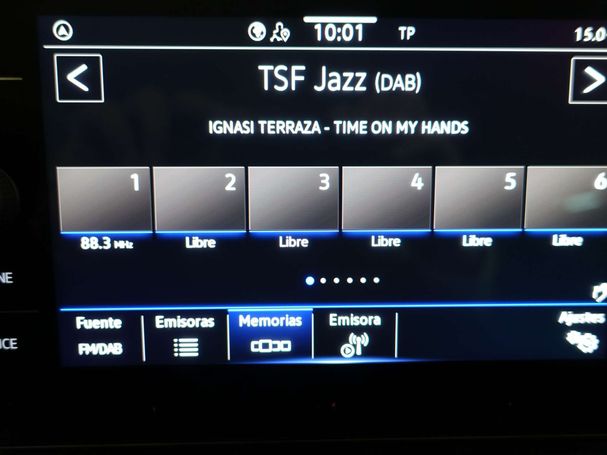 10:01 TP 15.0
TSF Jazz (DAB)
IGNASI TERRAZA - TIME ON MY HANDS
1 2 3 4 5 6
88.3 MHz Libre Libre Libre Libre Libre
NE
Fuente Emisoras Memorias Emisora Ajustes
FM/DAB
ICE